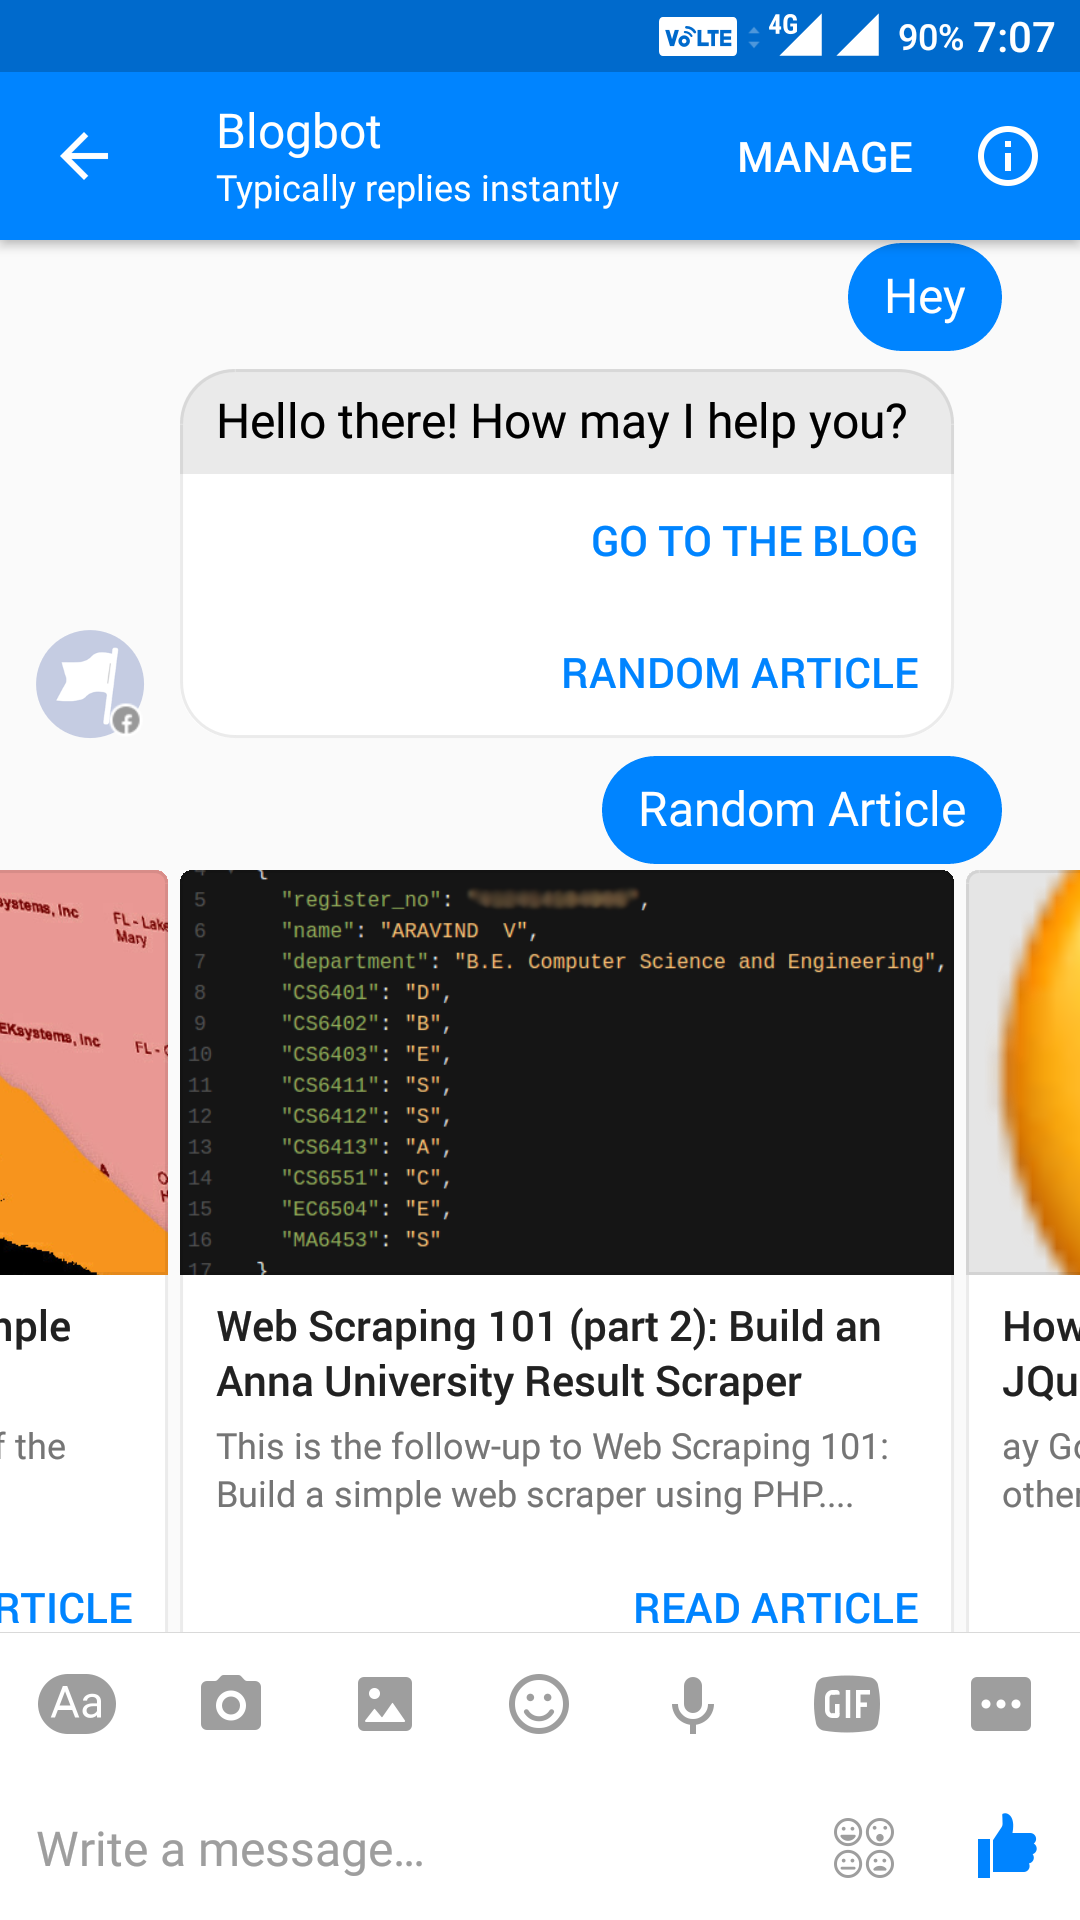 VoLTE 4G 90% 7:07
Blogbot
Typically replies instantly
MANAGE
Hey
Hello there! How may I help you?
GO TO THE BLOG
RANDOM ARTICLE
Random Article
systems, Inc
FL - Lake
Mary
EKsystems, Inc
FL -
{
5 "register_no": " ",
6 "name": "ARAVIND  V",
7 "department": "B.E. Computer Science and Engineering",
8 "CS6401": "D",
9 "CS6402": "B",
10 "CS6403": "E",
11 "CS6411": "S",
12 "CS6412": "S",
13 "CS6413": "A",
14 "CS6551": "C",
15 "EC6504": "E",
16 "MA6453": "S"
17 }
nple
f the
RTICLE
Web Scraping 101 (part 2): Build an
Anna University Result Scraper
This is the follow-up to Web Scraping 101:
Build a simple web scraper using PHP....
READ ARTICLE
How
JQu
ay Go
other
Aa
GIF
Write a message...